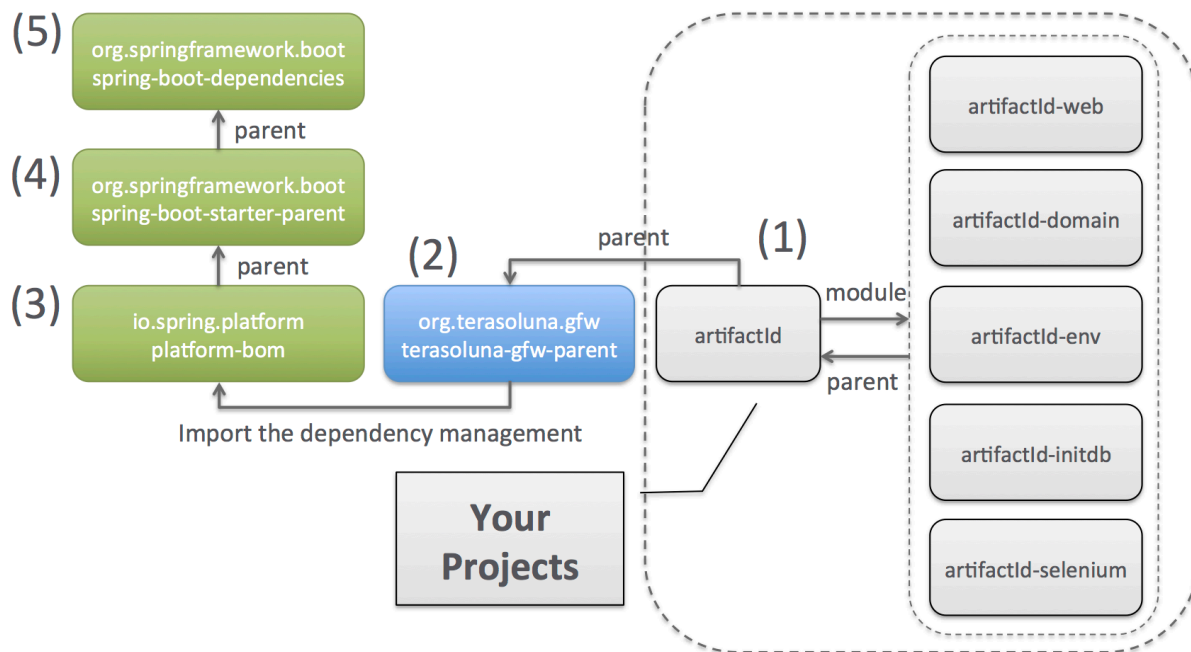 (5)
org.springframework.boot
spring-boot-dependencies
parent
(4)
org.springframework.boot
spring-boot-starter-parent
parent
(3)
io.spring.platform
platform-bom
(2)
org.terasoluna.gfw
terasoluna-gfw-parent
Import the dependency management
parent
(1)
artifactId
module
parent
Your
Projects
artifactId-web
artifactId-domain
artifactId-env
artifactId-initdb
artifactId-selenium